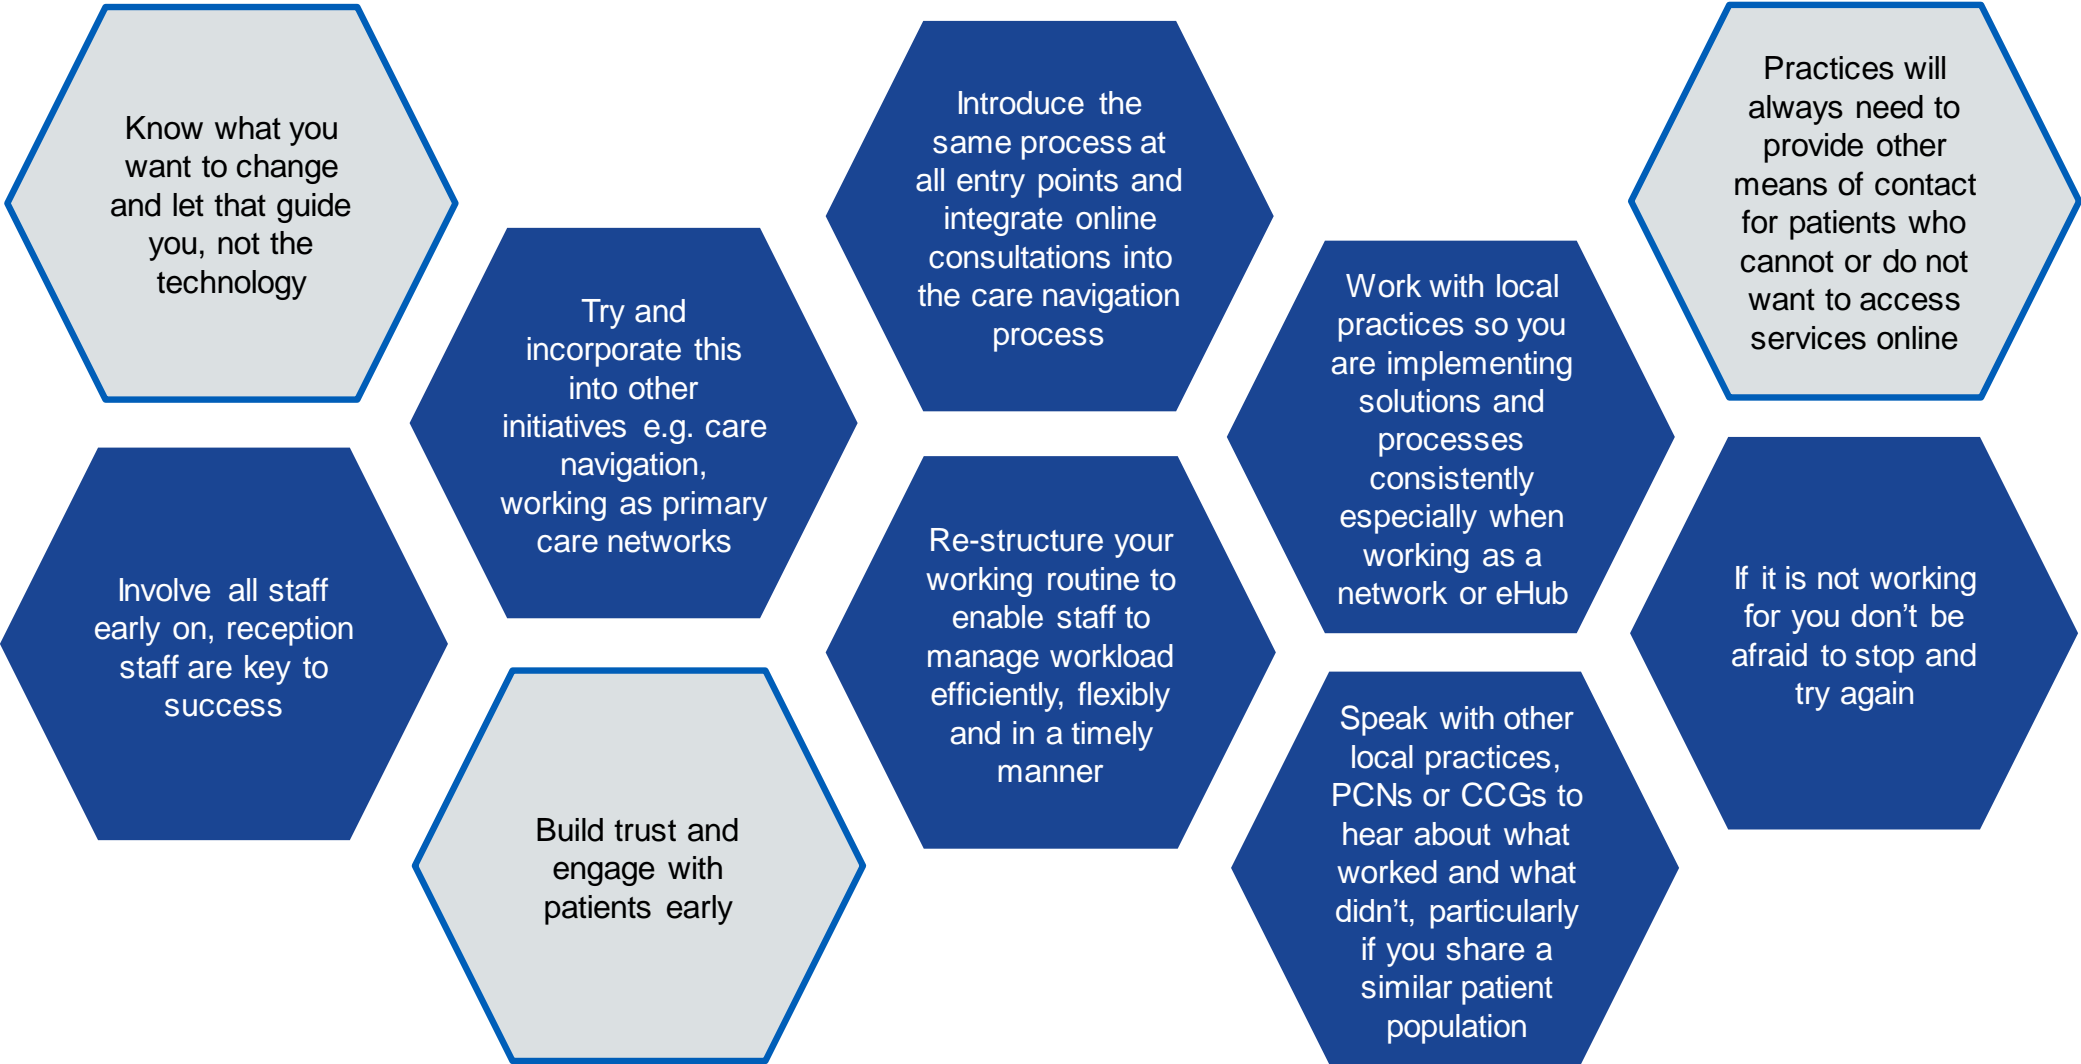 Know what you
want to change
and let that guide
you, not the
technology
Involve all staff
early on, reception
staff are key to
success
Try and
incorporate this
into other
initiatives e.g. care
navigation,
working as primary
care networks
Build trust and
engage with
patients early
Introduce the
same process at
all entry points and
integrate online
consultations into
the care navigation
process
Re-structure your
working routine to
enable staff to
manage workload
efficiently, flexibly
and in a timely
manner
Work with local
practices so you
are implementing
solutions and
processes
consistently
especially when
working as a
network or eHub
Speak with other
local practices,
PCNs or CCGs to
hear about what
worked and what
didn’t, particularly
if you share a
similar patient
population
Practices will
always need to
provide other
means of contact
for patients who
cannot or do not
want to access
services online
If it is not working
for you don’t be
afraid to stop and
try again